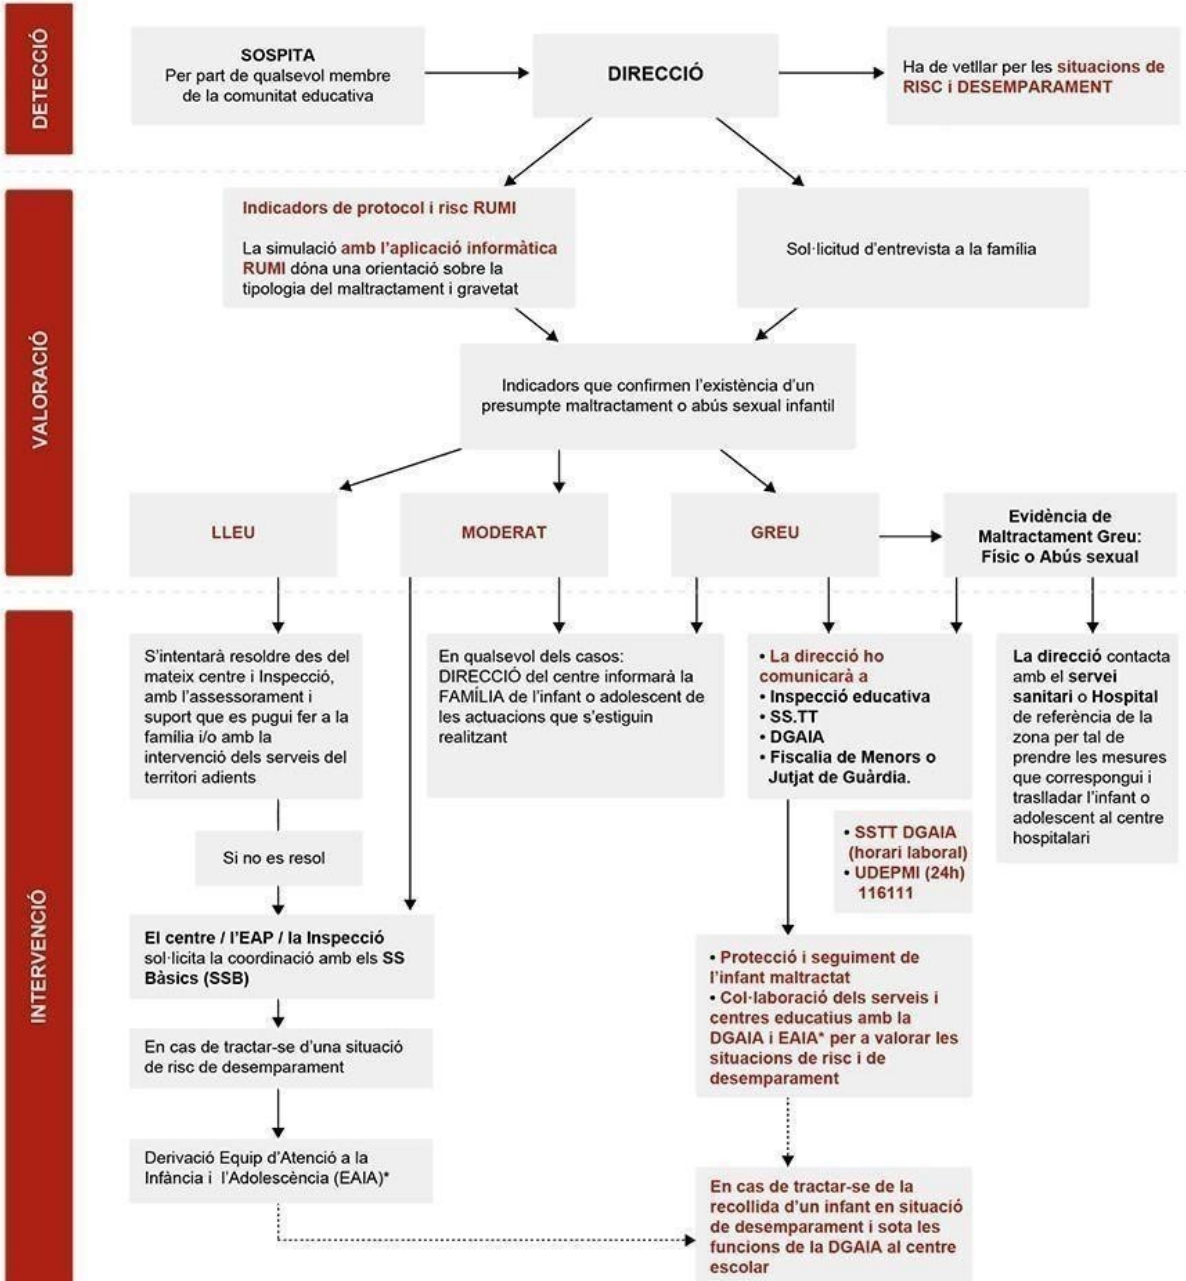 DETECCIÓ
SOSPITA
Per part de qualsevol membre
de la comunitat educativa
DIRECCIÓ
Ha de vetllar per les situacions de
RISC i DESEMPARAMENT
VALORACIÓ
Indicadors de protocol i risc RUMI
La simulació amb l'aplicació informàtica
RUMI dóna una orientació sobre la
tipologia del maltractament i gravetat
Sol·licitud d'entrevista a la família
Indicadors que confirmen l'existència d'un
presumpte maltractament o abús sexual infantil
LLEU
MODERAT
GREU
Evidència de
Maltractament Greu:
Físic o Abús sexual
INTERVENCIÓ
S'intentarà resoldre des del
mateix centre i Inspecció,
amb l'assessorament i
suport que es pugui fer a la
família i/o amb la
intervenció dels serveis del
territori adients
En qualsevol dels casos:
DIRECCIÓ del centre informarà la
FAMÍLIA de l'infant o adolescent de
les actuacions que s'estiguin
realitzant
• La direcció ho
comunicarà a
• Inspecció educativa
• SS.TT
• DGAIA
• Fiscalia de Menors o
Jutjat de Guàrdia.
La direcció contacta
amb el servei
sanitari o Hospital
de referència de la
zona per tal de
prendre les mesures
que correspongui i
traslladar l'infant o
adolescent al centre
hospitalari
Si no es resol
• SSTT DGAIA
(horari laboral)
• UDEPMI (24h)
116111
El centre / l'EAP / la Inspecció
sol·licita la coordinació amb els SS
Bàsics (SSB)
• Protecció i seguiment de
l'infant maltractat
• Col·laboració dels serveis i
centres educatius amb la
DGAIA i EAIA* per a valorar les
situacions de risc i de
desemparament
En cas de tractar-se d'una situació
de risc de desemparament
Derivació Equip d'Atenció a la
Infància i l'Adolescència (EAIA)*
En cas de tractar-se de la
recollida d'un infant en situació
de desemparament i sota les
funcions de la DGAIA al centre
escolar